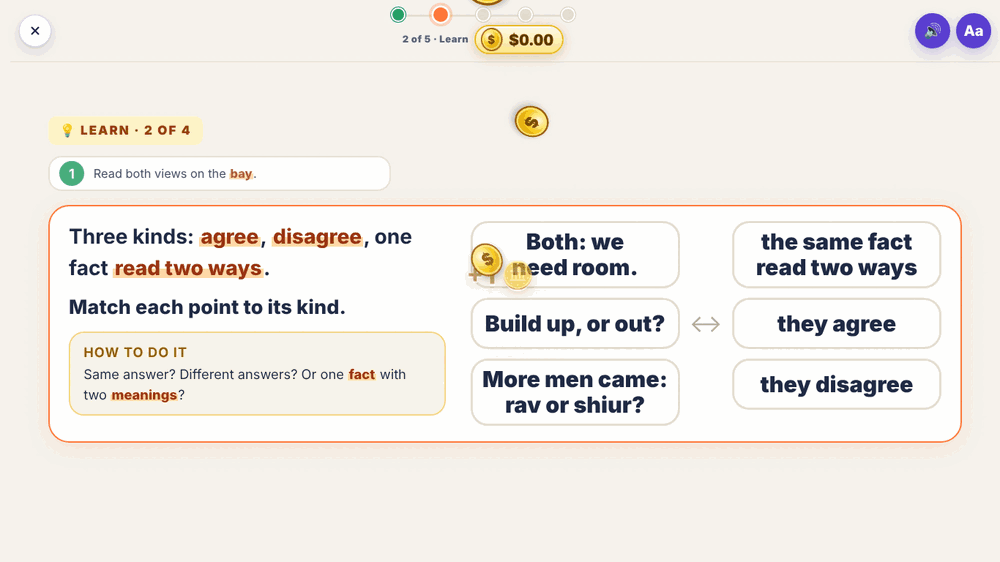 2 of 5 · Learn
$0.00
Aa
💡 LEARN · 2 OF 4
1 Read both views on the bay.
Three kinds: agree, disagree, one
fact read two ways.
Match each point to its kind.
HOW TO DO IT
Same answer? Different answers? Or one fact with
two meanings?
Both: we
need room.
Build up, or out?
More men came:
rav or shiur?
the same fact
read two ways
they agree
they disagree